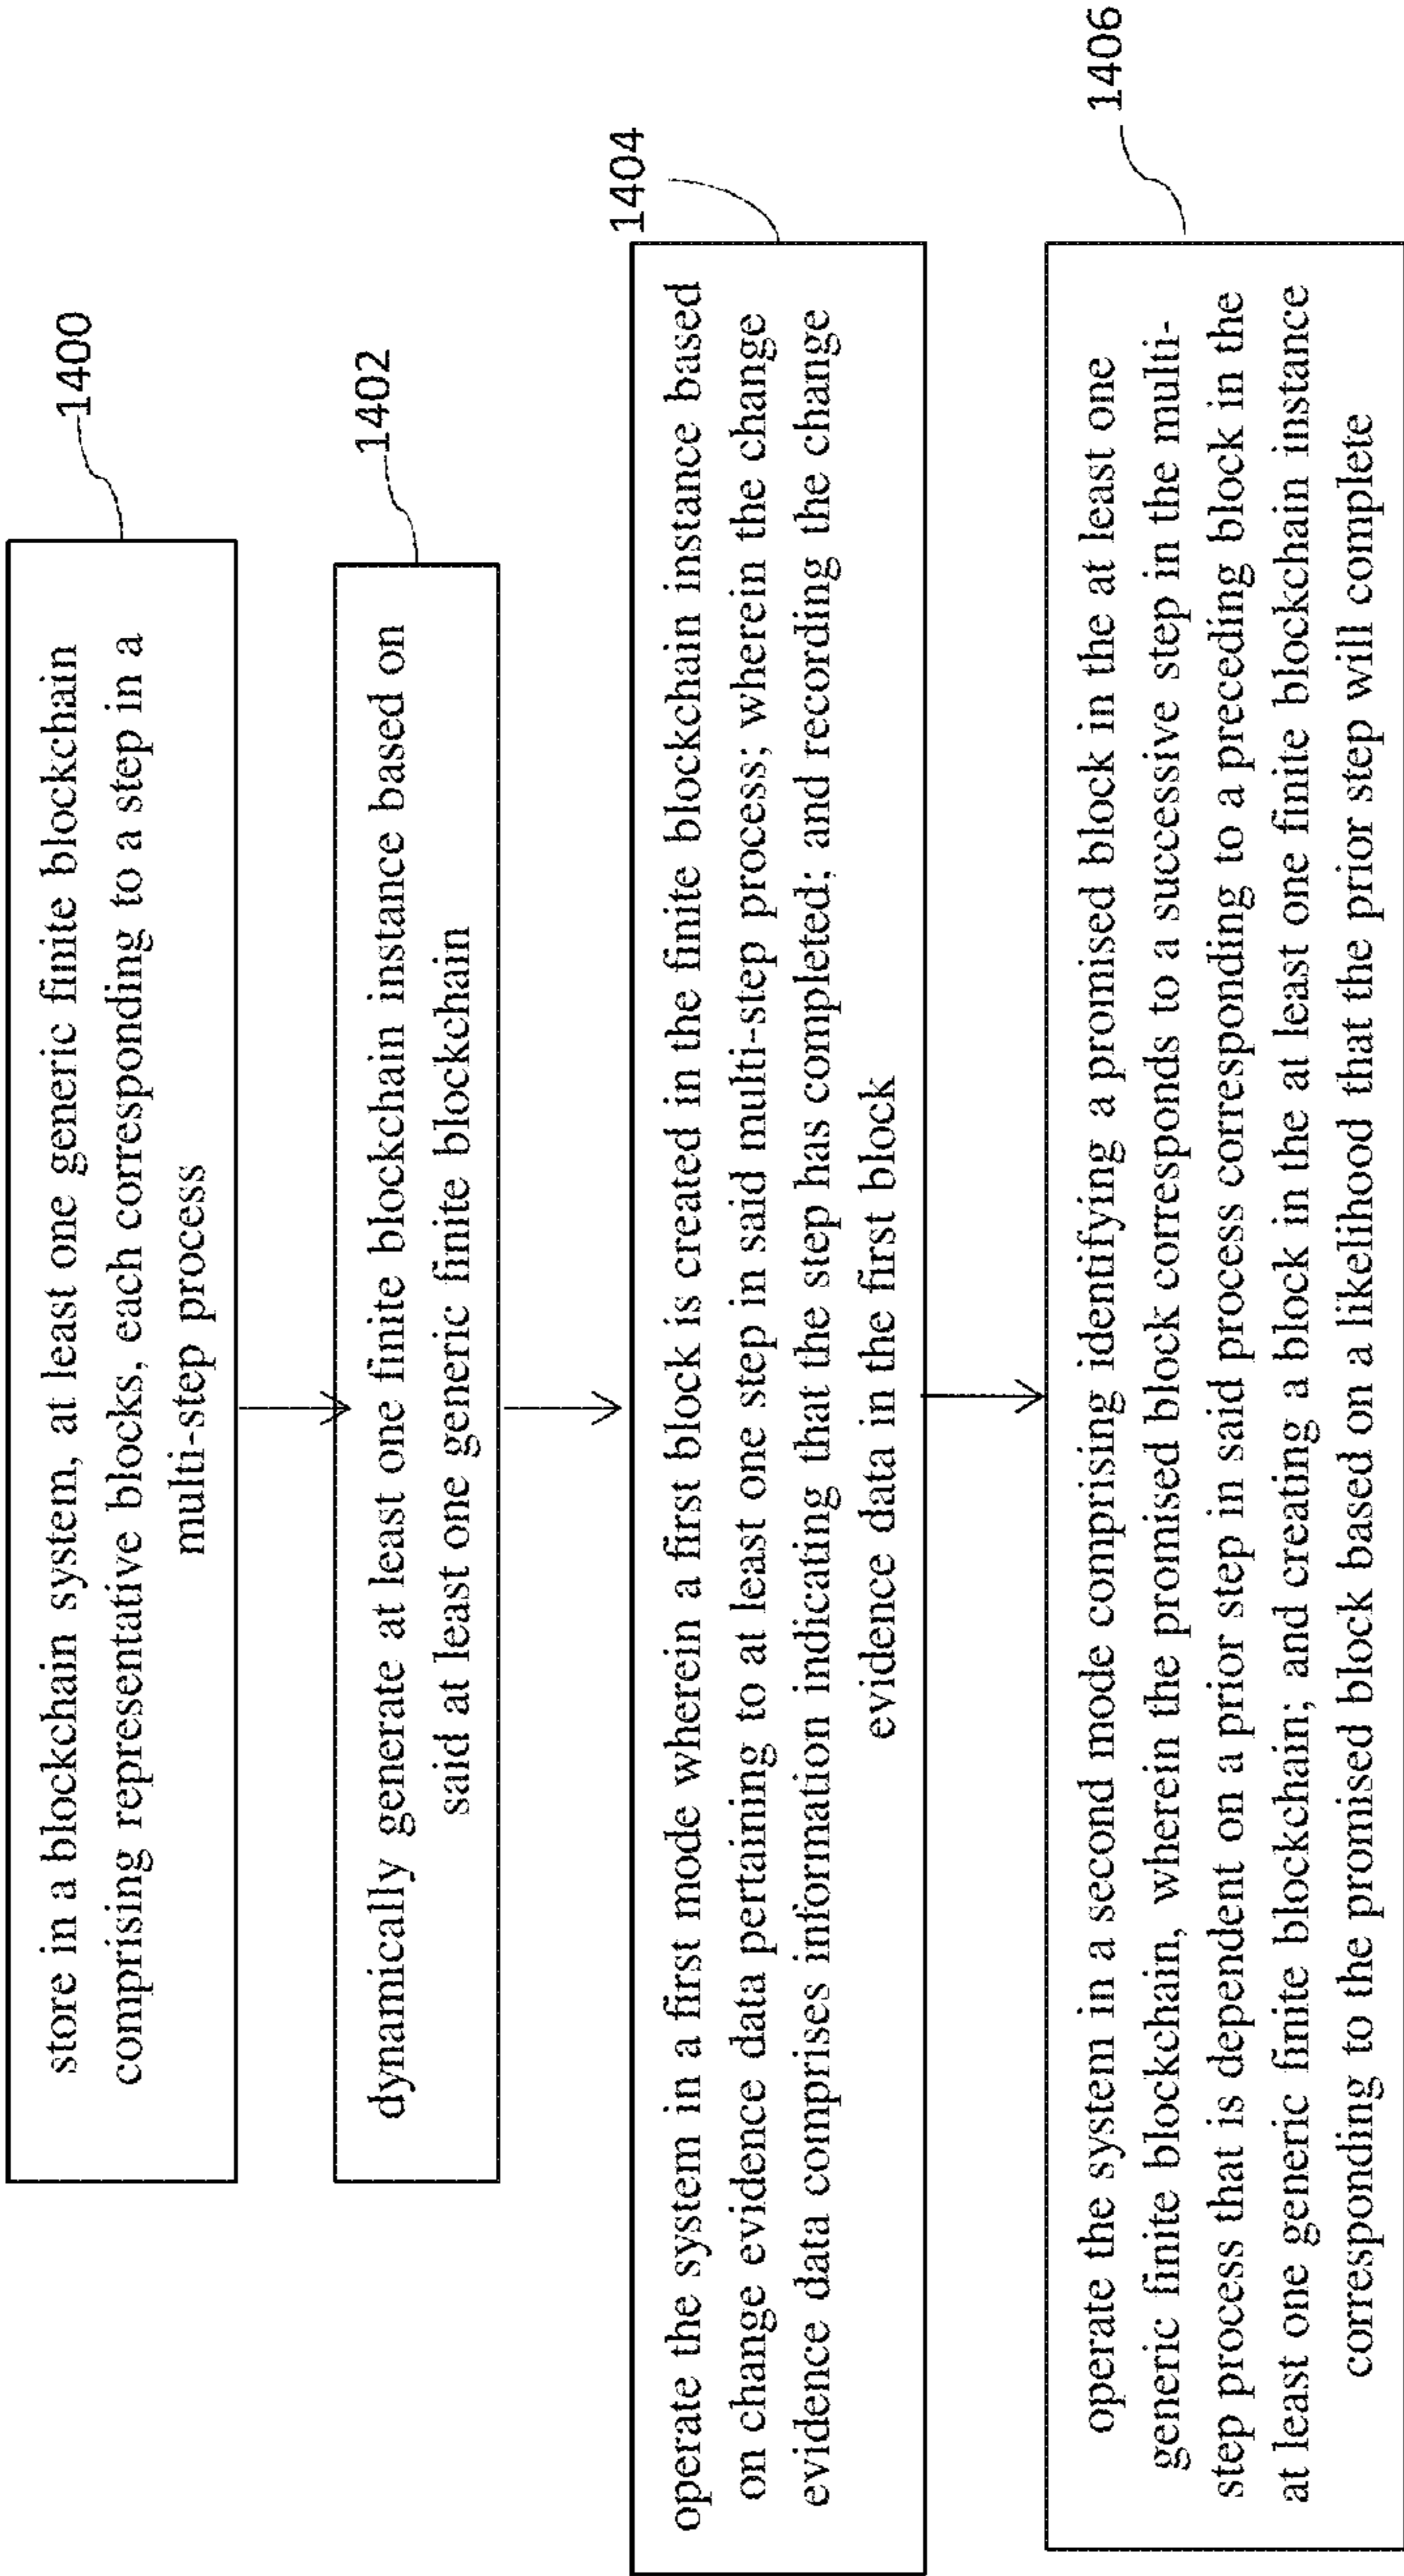 store in a blockchain system, at least one generic finite blockchain
comprising representative blocks, each corresponding to a step in a
multi-step process
1400
dynamically generate at least one finite blockchain instance based on
said at least one generic finite blockchain
1402
operate the system in a first mode wherein a first block is created in the finite blockchain instance based
on change evidence data pertaining to at least one step in said multi-step process; wherein the change
evidence data comprises information indicating that the step has completed; and recording the change
evidence data in the first block
1404
operate the system in a second mode comprising identifying a promised block in the at least one
generic finite blockchain, wherein the promised block corresponds to a successive step in the multi-
step process that is dependent on a prior step in said process corresponding to a preceding block in the
at least one generic finite blockchain; and creating a block in the at least one finite blockchain instance
corresponding to the promised block based on a likelihood that the prior step will complete
1406